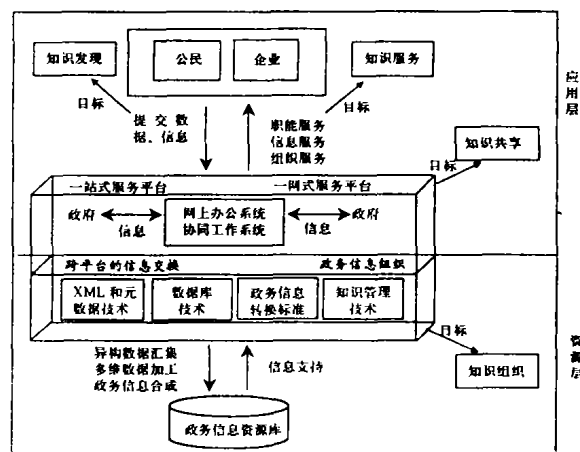 知识发现
公民
企业
知识服务
目标
提交数
据、信息
职能服务
信息服务
组织服务
目标
应用层
知识共享
目标
一站式服务平台
一网式服务平台
政府
信息
网上办公系统
协同工作系统
信息
政府
跨平台的信息交换
政务信息组织
XML和元
数据技术
数据库
技术
政务信息
转换标准
知识管理
技术
目标
知识组织
资源层
异构数据汇集
多维数据加工
政务信息合成
信息支持
政务信息资源库